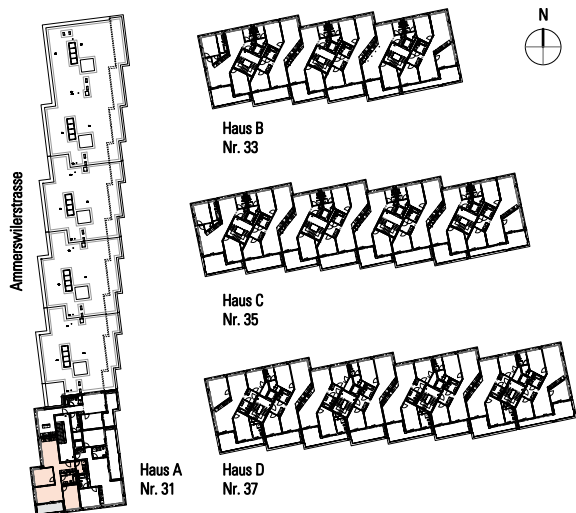 N
Ammerswilerstrasse
Haus B
Nr. 33
Haus C
Nr. 35
Haus A
Nr. 31
Haus D
Nr. 37